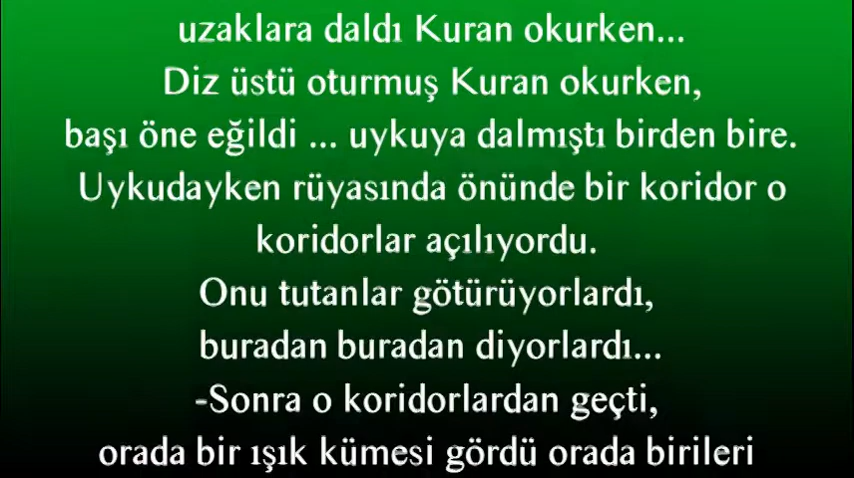 uzaklara daldı Kuran okurken...
Diz üstü oturmuş Kuran okurken,
başı öne eğildi ... uykuya dalmıştı birden bire.
Uykudayken rüyasında önünde bir koridor o
koridorlar açılıyordu.
Onu tutanlar götürüyorlardı,
buradan buradan diyorlardı...
-Sonra o koridorlardan geçti,
orada bir ışık kümesi gördü orada birileri